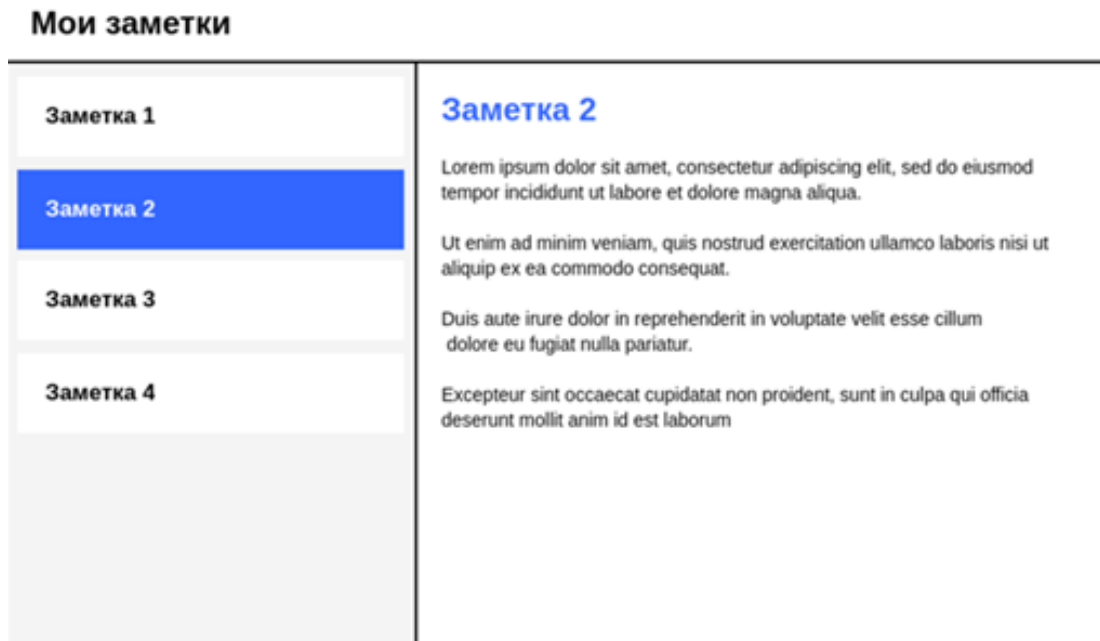 Мои заметки
Заметка 1
Заметка 2
Заметка 3
Заметка 4
Заметка 2
Lorem ipsum dolor sit amet, consectetur adipiscing elit, sed do eiusmod
tempor incididunt ut labore et dolore magna aliqua.
Ut enim ad minim veniam, quis nostrud exercitation ullamco laboris nisi ut
aliquip ex ea commodo consequat.
Duis aute irure dolor in reprehenderit in voluptate velit esse cillum
dolore eu fugiat nulla pariatur.
Excepteur sint occaecat cupidatat non proident, sunt in culpa qui officia
deserunt mollit anim id est laborum